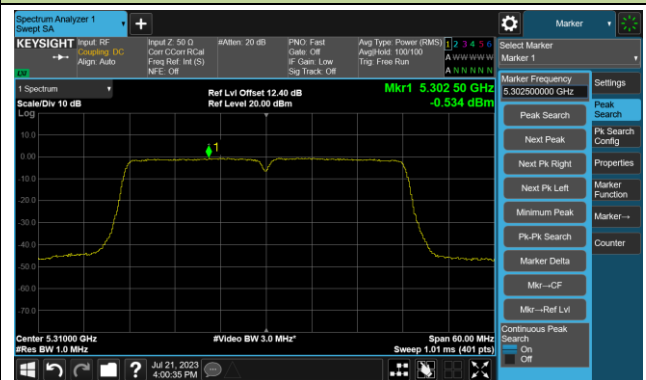 Spectrum Analyzer 1
Swept SA
+
Marker
KEYSIGHT
Input: RF
Coupling: DC
Align: Auto
Input Z: 50 Ω
Corr CCorr RCal
Freq Ref: Int (S)
NFE: Off
#Atten: 20 dB
PNO: Fast
Gate: Off
IF Gain: Low
Sig Track: Off
Avg Type: Power (RMS)
Avg|Hold: 100/100
Trig: Free Run
1 2 3 4 5 6
A W W W W W
A N N N N N
Select Marker
Marker 1
LXI
1 Spectrum
Scale/Div 10 dB
Log
Ref Lvl Offset 12.40 dB
Ref Level 20.00 dBm
Mkr1 5.302 50 GHz
-0.534 dBm
1
10.0
0.00
-10.0
-20.0
-30.0
-40.0
-50.0
-60.0
-70.0
Center 5.31000 GHz
#Res BW 1.0 MHz
#Video BW 3.0 MHz*
Span 60.00 MHz
Sweep 1.01 ms (401 pts)
Marker Frequency
5.302500000 GHz
Peak Search
Next Peak
Next Pk Right
Next Pk Left
Minimum Peak
Pk-Pk Search
Marker Delta
Mkr→CF
Mkr→Ref Lvl
Continuous Peak
Search
On
Off
Settings
Peak
Search
Pk Search
Config
Properties
Marker
Function
Marker→
Counter
?
Jul 21, 2023
4:00:35 PM